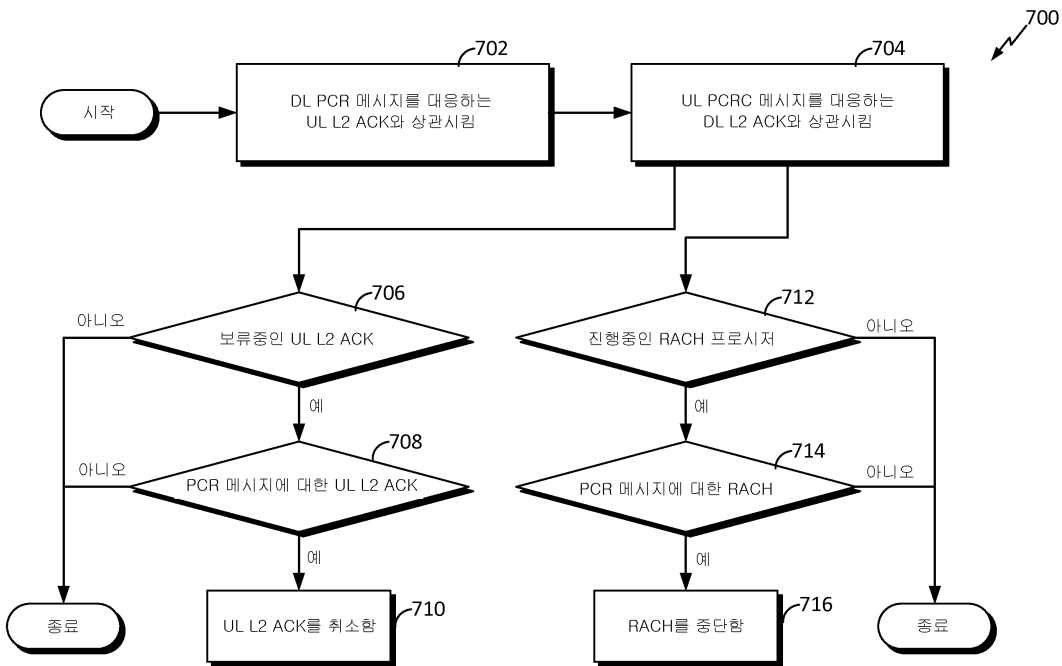 700
702
704
시작
DL PCR 메시지를 대응하는
UL L2 ACK와 상관시킴
UL PCRC 메시지를 대응하는
DL L2 ACK와 상관시킴
706
712
아니오
보류중인 UL L2 ACK
진행중인 RACH 프로시저
아니오
예
예
708
714
아니오
PCR 메시지에 대한 UL L2 ACK
PCR 메시지에 대한 RACH
아니오
예
예
종료
UL L2 ACK를 취소함
710
RACH를 중단함
716
종료